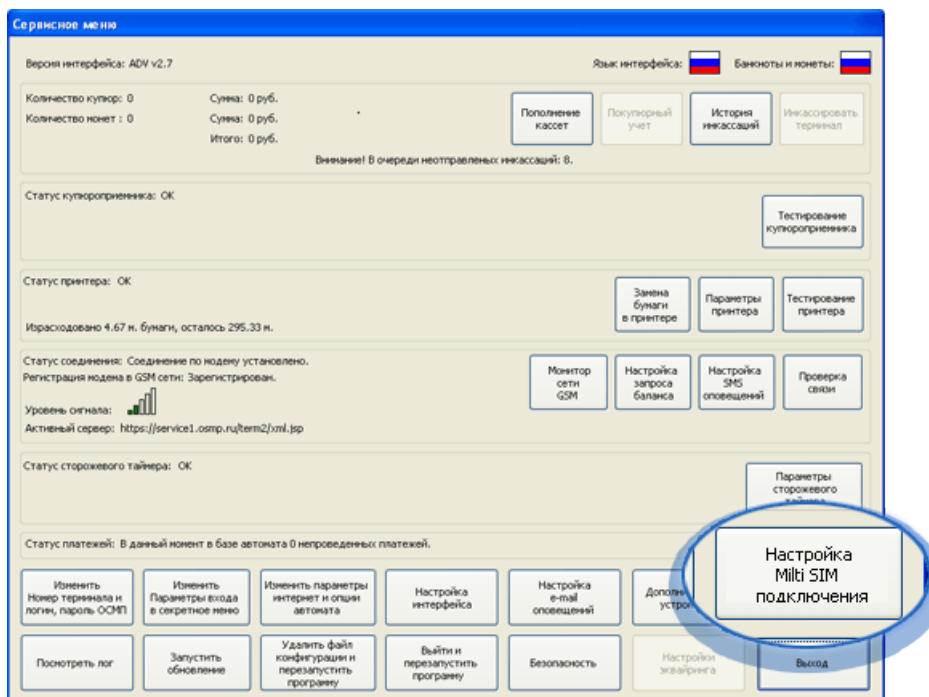 Сервисное меню
Версия интерфейса: ADV v2.7
Язык интерфейса:
Банкноты и монеты:
Количество купюр: 0
Сумма: 0 руб.
Количество монет : 0
Сумма: 0 руб.
Итого: 0 руб.
Пополнение
кассет
Покупюрный
учет
История
инкассаций
Инкассировать
терминал
Внимание! В очереди неотправленых инкассаций: 8.
Статус купюроприемника: OK
Тестирование
купюроприемника
Статус принтера: OK
Израсходовано 4.67 м. бумаги, осталось 295.33 м.
Замена
бумаги
в принтере
Параметры
принтера
Тестирование
принтера
Статус соединения: Соединение по модему установлено.
Регистрация модема в GSM сети: Зарегистрирован.
Уровень сигнала:
Активный сервер: https://service1.osmp.ru/term2/xml.jsp
Монитор
сети
GSM
Настройка
запроса
баланса
Настройка
SMS
оповещений
Проверка
связи
Статус сторожевого таймера: OK
Параметры
сторожевого
Статус платежей: В данный момент в базе автомата 0 непроведенных платежей.
Настройка
Milti SIM
подключения
Изменить
Номер терминала и
логин, пароль ОСМП
Изменить
Параметры входа
в секретное меню
Изменить параметры
интернет и опции
автомата
Настройка
интерфейса
Настройка
e-mail
оповещений
Посмотреть лог
Запустить
обновление
Удалить файл
конфигурации и
перезапустить
программу
Выйти и
перезапустить
программу
Безопасность
Настройки
эквайринга
Выход